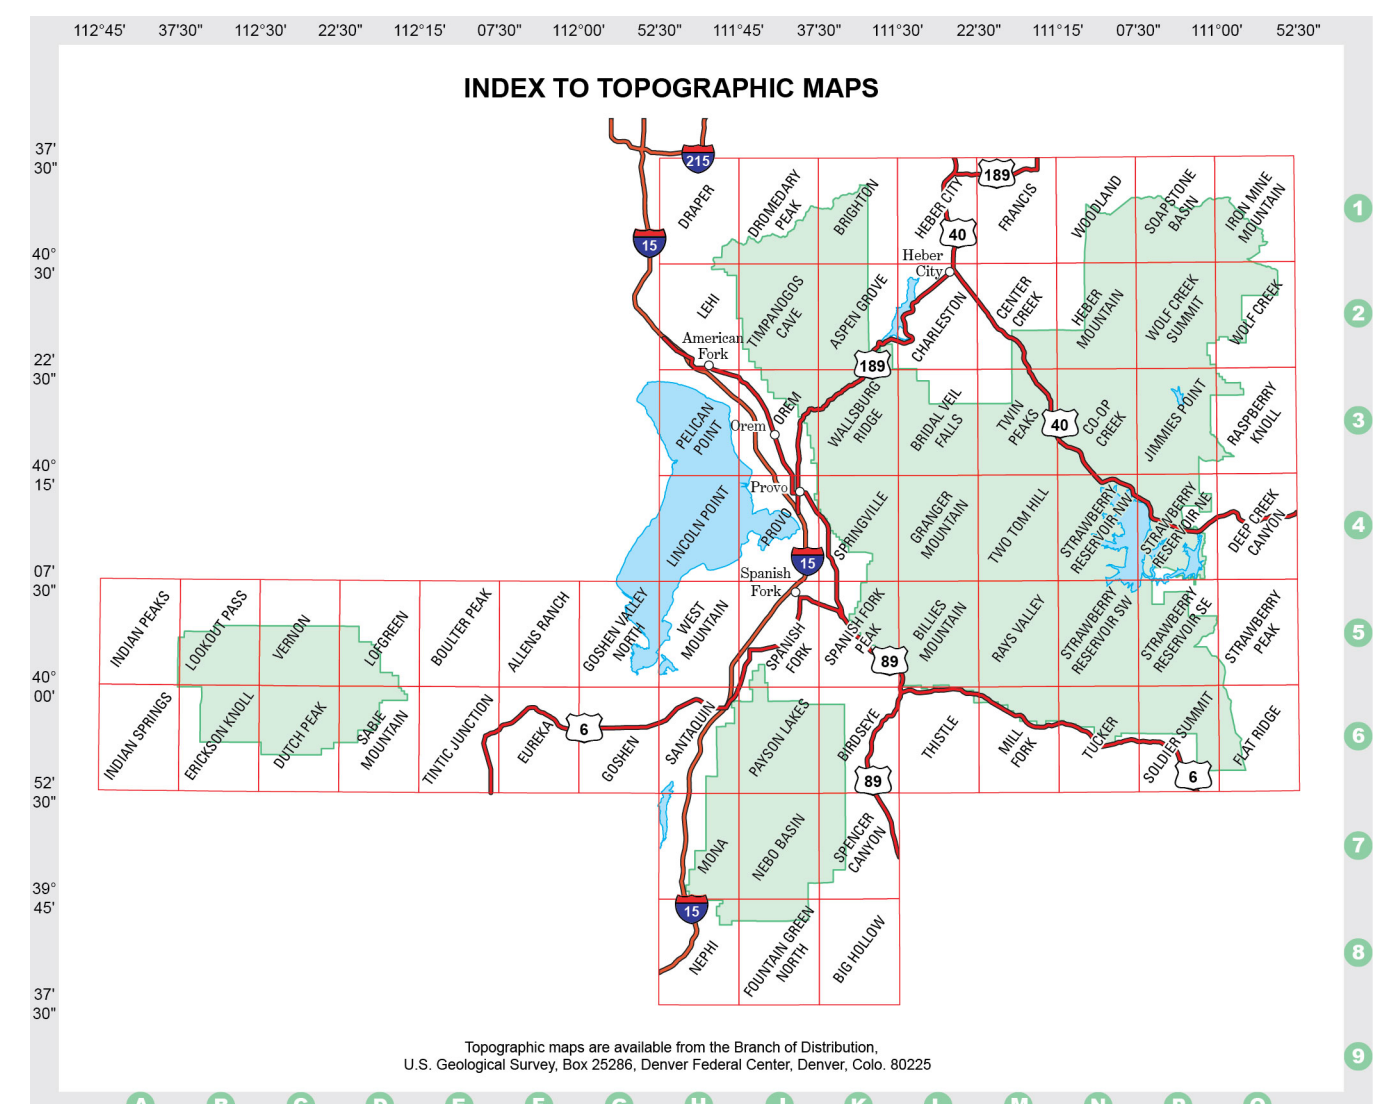 112°45' 37'30" 112°30' 22'30" 112°15' 07'30" 112°00' 52'30" 111°45' 37'30" 111°30' 22'30" 111°15' 07'30" 111°00' 52'30"
INDEX TO TOPOGRAPHIC MAPS
37'
30"
215
189
DRAPER
DROMEDARY
PEAK
BRIGHTON
HEBER CITY
FRANCIS
WOODLAND
SOAPSTONE
BASIN
IRON MINE
MOUNTAIN
1
15
40
40°
30'
Heber
City
LEHI
TIMPANOGOS
CAVE
ASPEN GROVE
CHARLESTON
CENTER
CREEK
HEBER
MOUNTAIN
WOLF CREEK
SUMMIT
WOLF CREEK
2
American
Fork
189
22'
30"
PELICAN
POINT
Orem
OREM
WALLSBURG
RIDGE
BRIDAL VEIL
FALLS
TWIN
PEAKS
40
CO-OP
CREEK
JIMMIES POINT
RASPBERRY
KNOLL
3
40°
15'
Provo
LINCOLN POINT
PROVO
SPRINGVILLE
GRANGER
MOUNTAIN
TWO TOM HILL
STRAWBERRY
RESERVOIR NW
STRAWBERRY
RESERVOIR NE
DEEP CREEK
CANYON
4
15
07'
30"
Spanish
Fork
INDIAN PEAKS
LOOKOUT PASS
VERNON
LOFGREEN
BOULTER PEAK
ALLENS RANCH
GOSHEN VALLEY
NORTH
WEST
MOUNTAIN
SPANISH
FORK
SPANISH FORK
PEAK
BILLIES
MOUNTAIN
RAYS VALLEY
STRAWBERRY
RESERVOIR SW
STRAWBERRY
RESERVOIR SE
STRAWBERRY
PEAK
5
89
40°
00'
INDIAN SPRINGS
ERICKSON KNOLL
DUTCH PEAK
SABIE
MOUNTAIN
TINTIC JUNCTION
EUREKA
6
GOSHEN
SANTAQUIN
PAYSON LAKES
BIRDSEYE
THISTLE
MILL
FORK
TUCKER
SOLDIER SUMMIT
FLAT RIDGE
6
89
6
52'
30"
MONA
NEBO BASIN
SPENCER
CANYON
7
39°
45'
15
NEPHI
FOUNTAIN GREEN
NORTH
BIG HOLLOW
8
37'
30"
Topographic maps are available from the Branch of Distribution,
U.S. Geological Survey, Box 25286, Denver Federal Center, Denver, Colo. 80225
9